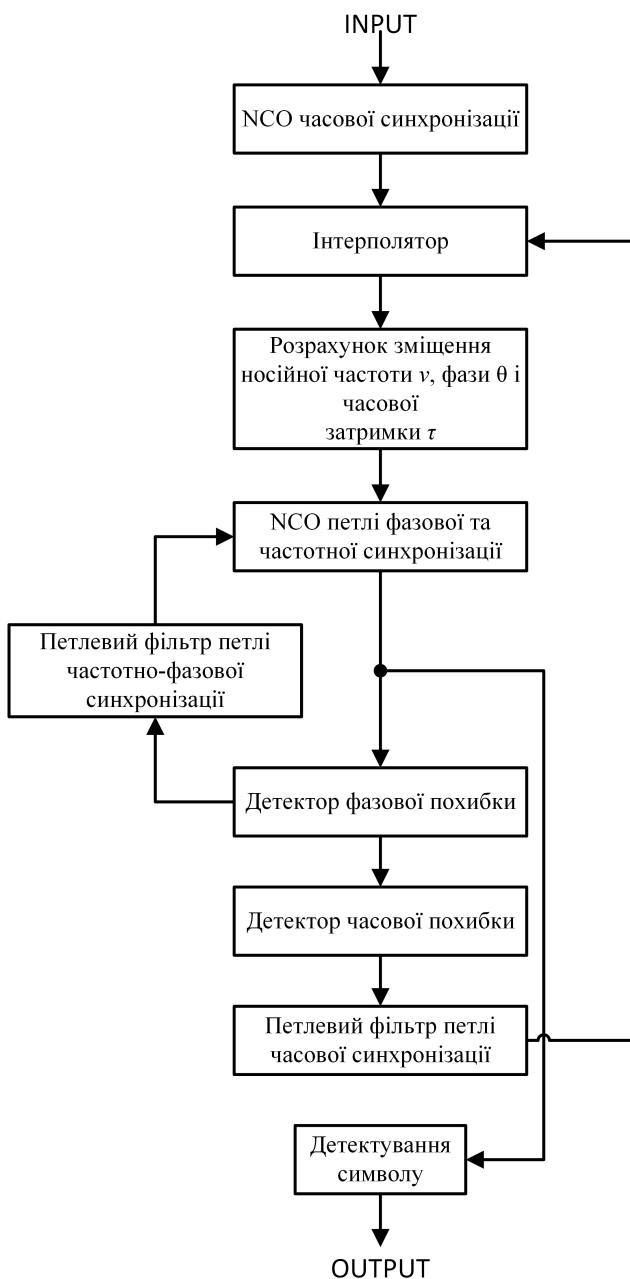 INPUT
NCO часової синхронізації
Інтерполятор
Розрахунок зміщення
носійної частоти v, фази θ і
часової
затримки τ
NCO петлі фазової та
частотної синхронізації
Петлевий фільтр петлі
частотно-фазової
синхронізації
Детектор фазової похибки
Детектор часової похибки
Петлевий фільтр петлі
часової синхронізації
Детектування
символу
OUTPUT